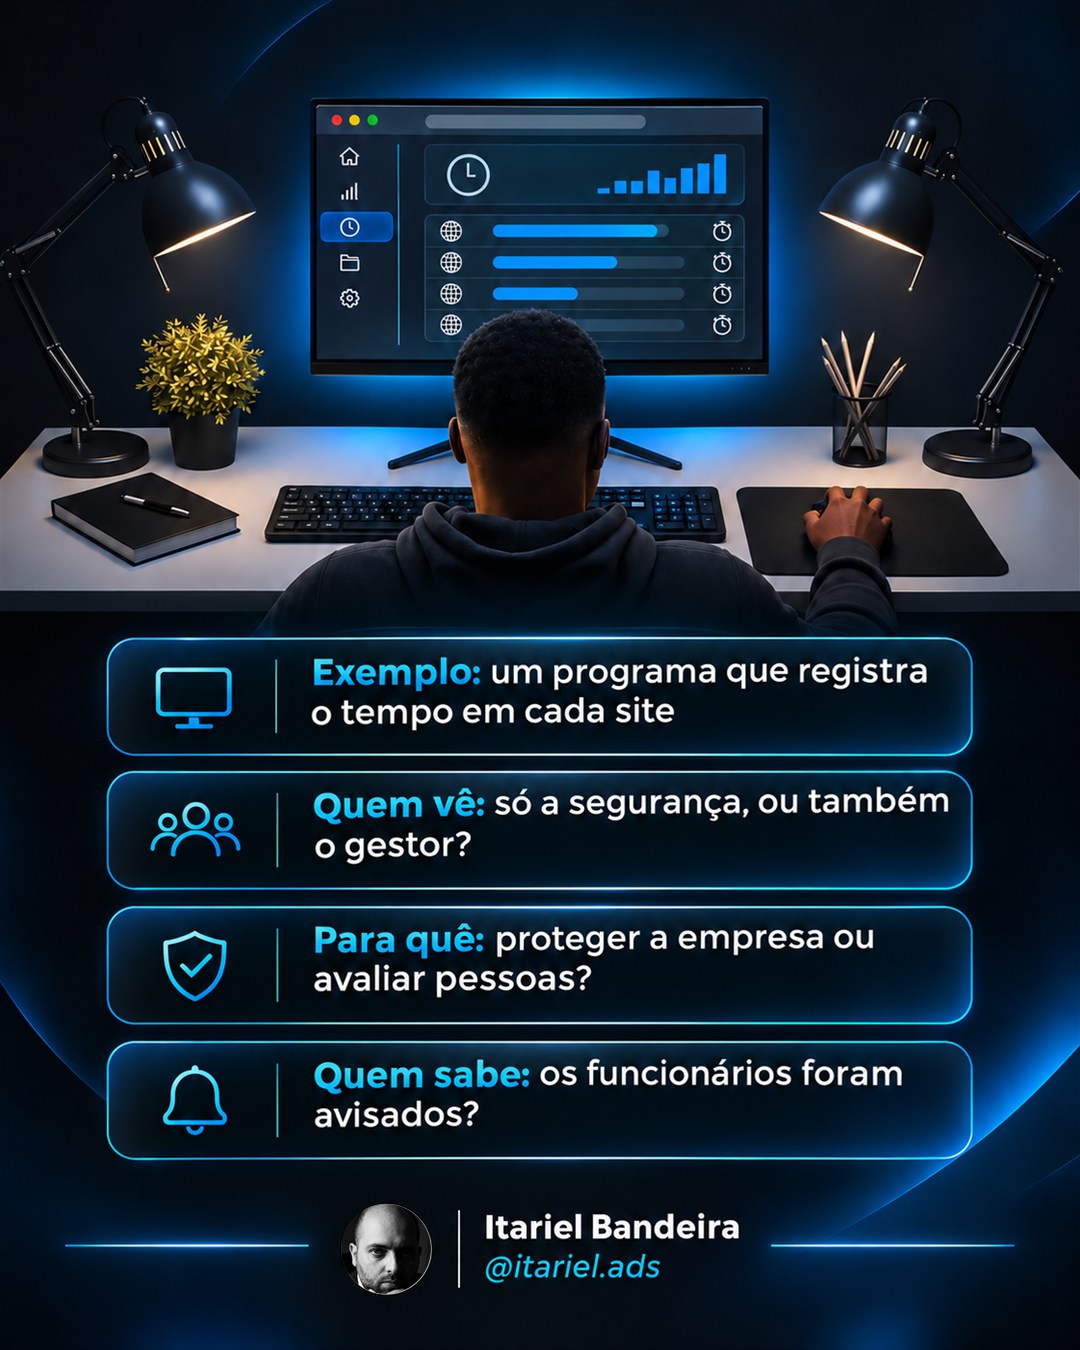 Exemplo: um programa que registra
o tempo em cada site
Quem vê: só a segurança, ou também
o gestor?
Para quê: proteger a empresa ou
avaliar pessoas?
Quem sabe: os funcionários foram
avisados?
Itariel Bandeira
@itariel.ads